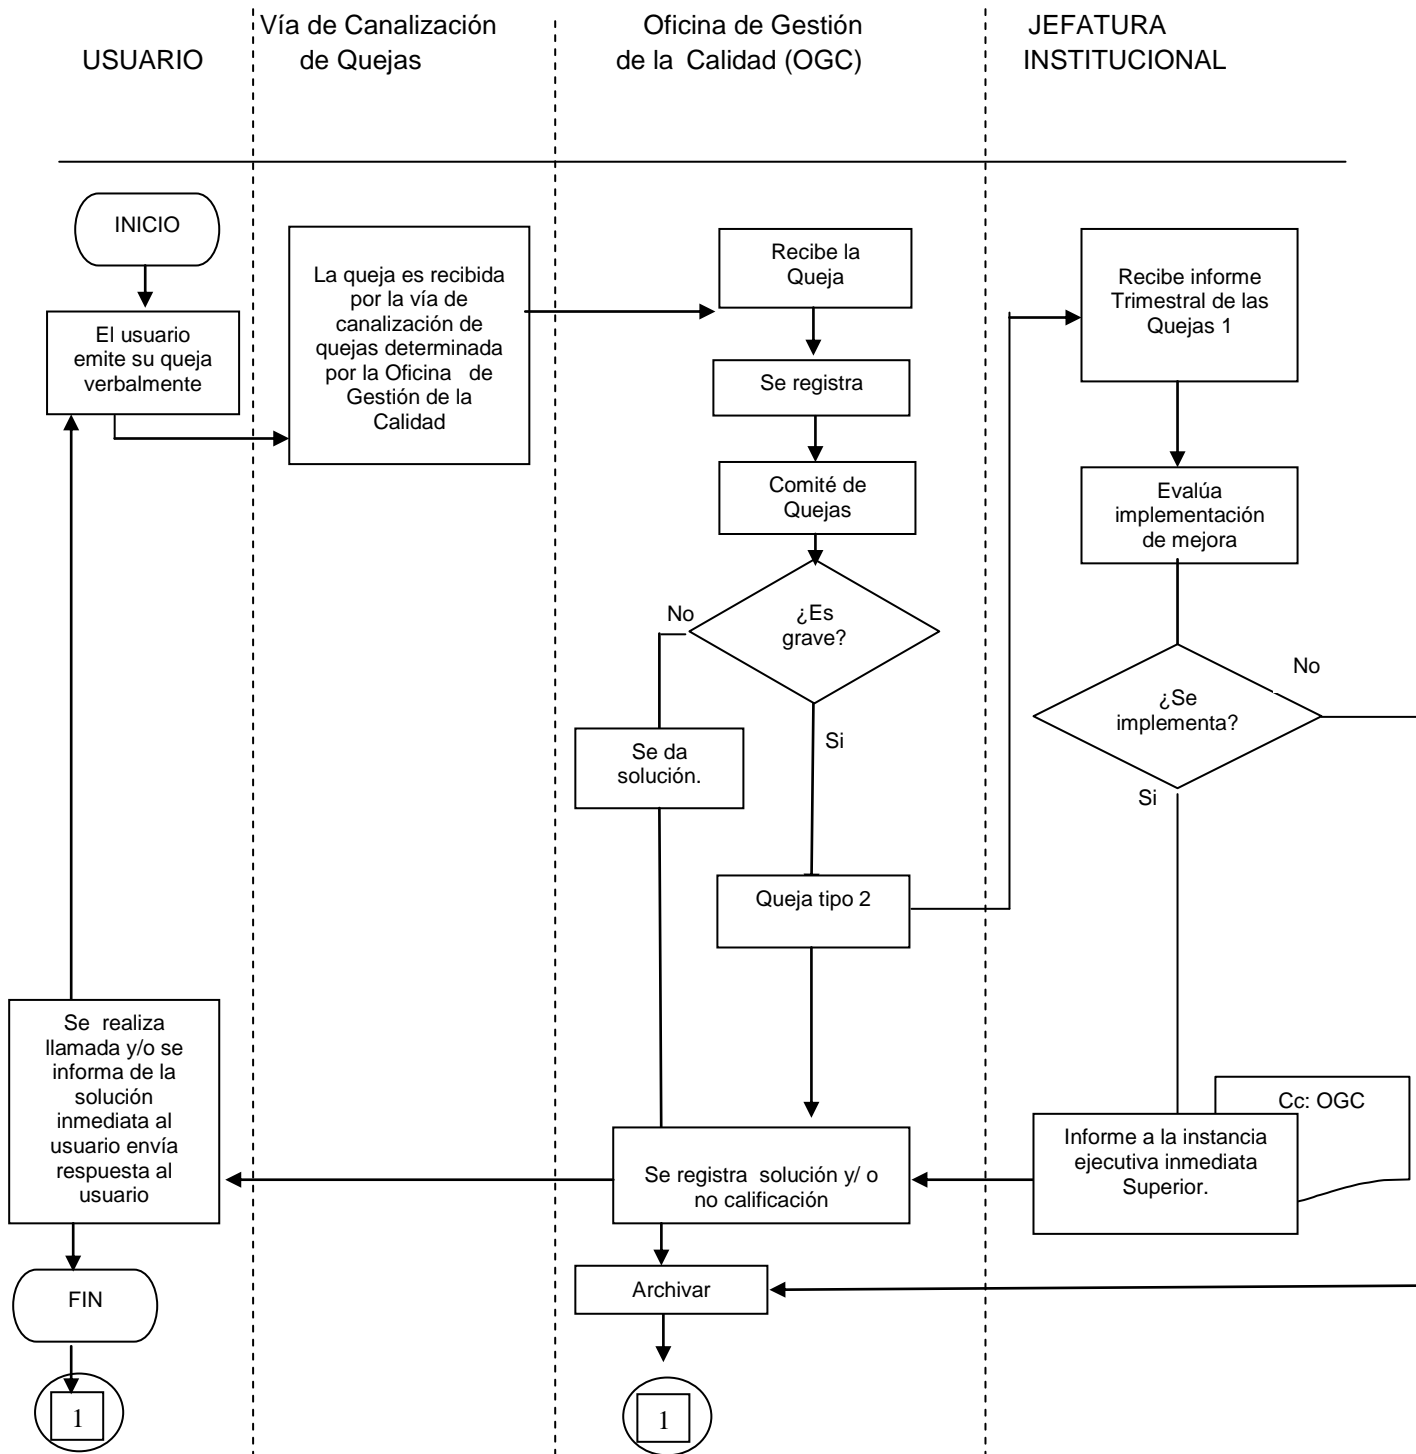 USUARIO
Vía de Canalización
de Quejas
Oficina de Gestión
de la Calidad (OGC)
JEFATURA
INSTITUCIONAL
INICIO
El usuario
emite su queja
verbalmente
La queja es recibida
por la vía de
canalización de
quejas determinada
por la Oficina de
Gestión de la
Calidad
Recibe la
Queja
Se registra
Comité de
Quejas
¿Es
grave?
No
Si
Se da
solución.
Queja tipo 2
Recibe informe
Trimestral de las
Quejas 1
Evalúa
implementación
de mejora
¿Se
implementa?
No
Si
Cc: OGC
Informe a la instancia
ejecutiva inmediata
Superior.
Se registra solución y/ o
no calificación
Archivar
1
Se realiza
llamada y/o se
informa de la
solución
inmediata al
usuario envía
respuesta al
usuario
FIN
1